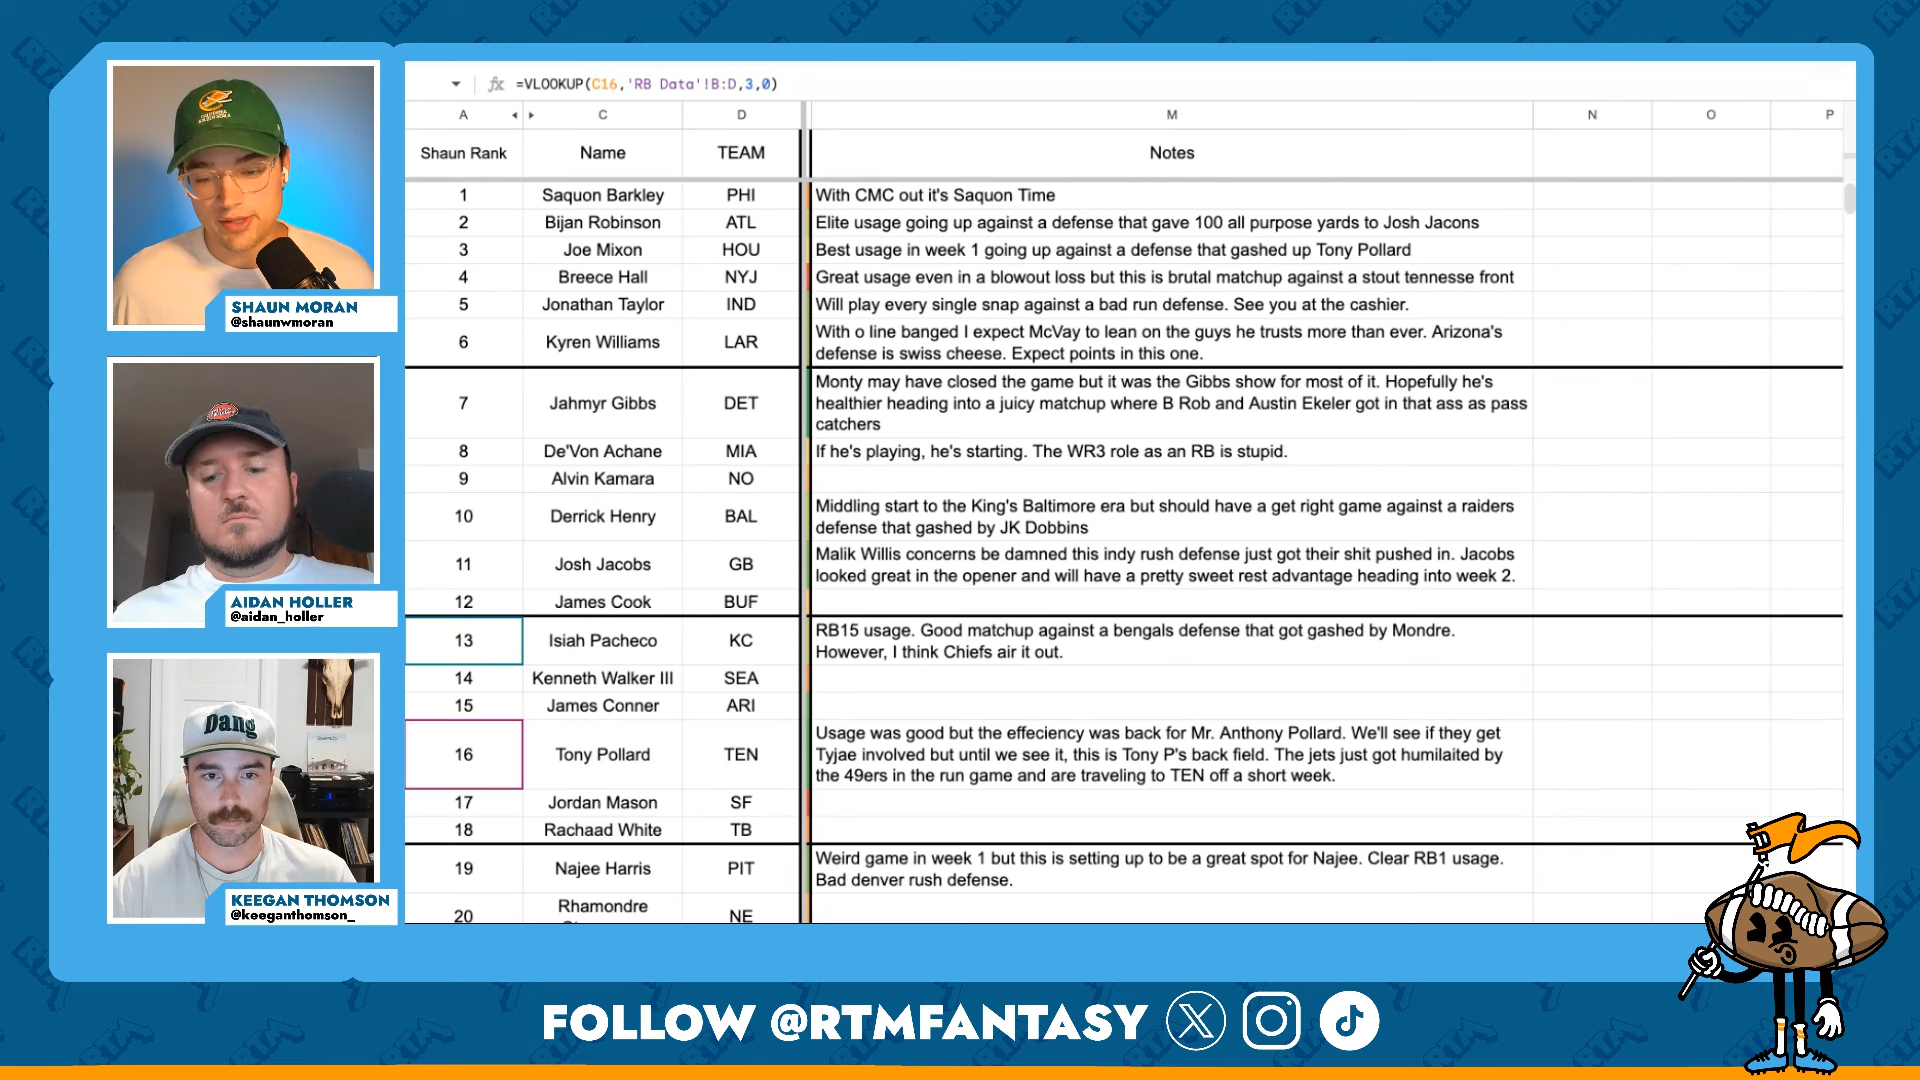 =VLOOKUP(C16,'RB Data'!B:D,3,0)
A C D M N O P
Shaun Rank Name TEAM Notes
1 Saquon Barkley PHI With CMC out it's Saquon Time
2 Bijan Robinson ATL Elite usage going up against a defense that gave 100 all purpose yards to Josh Jacons
3 Joe Mixon HOU Best usage in week 1 going up against a defense that gashed up Tony Pollard
4 Breece Hall NYJ Great usage even in a blowout loss but this is brutal matchup against a stout tennesse front
5 Jonathan Taylor IND Will play every single snap against a bad run defense. See you at the cashier.
6 Kyren Williams LAR With o line banged I expect McVay to lean on the guys he trusts more than ever. Arizona's
defense is swiss cheese. Expect points in this one.
7 Jahmyr Gibbs DET Monty may have closed the game but it was the Gibbs show for most of it. Hopefully he's
healthier heading into a juicy matchup where B Rob and Austin Ekeler got in that ass as pass
catchers
8 De'Von Achane MIA If he's playing, he's starting. The WR3 role as an RB is stupid.
9 Alvin Kamara NO
10 Derrick Henry BAL Middling start to the King's Baltimore era but should have a get right game against a raiders
defense that gashed by JK Dobbins
11 Josh Jacobs GB Malik Willis concerns be damned this indy rush defense just got their shit pushed in. Jacobs
looked great in the opener and will have a pretty sweet rest advantage heading into week 2.
12 James Cook BUF
13 Isiah Pacheco KC RB15 usage. Good matchup against a bengals defense that got gashed by Mondre.
However, I think Chiefs air it out.
14 Kenneth Walker III SEA
15 James Conner ARI
16 Tony Pollard TEN Usage was good but the effeciency was back for Mr. Anthony Pollard. We'll see if they get
Tyjae involved but until we see it, this is Tony P's back field. The jets just got humilaited by
the 49ers in the run game and are traveling to TEN off a short week.
17 Jordan Mason SF
18 Rachaad White TB
19 Najee Harris PIT Weird game in week 1 but this is setting up to be a great spot for Najee. Clear RB1 usage.
Bad denver rush defense.
20 Rhamondre NE
SHAUN MORAN
@shaunwmoran
AIDAN HOLLER
@aidan_holler
Dang
KEEGAN THOMSON
@keeganthomson_
FOLLOW @RTMFANTASY